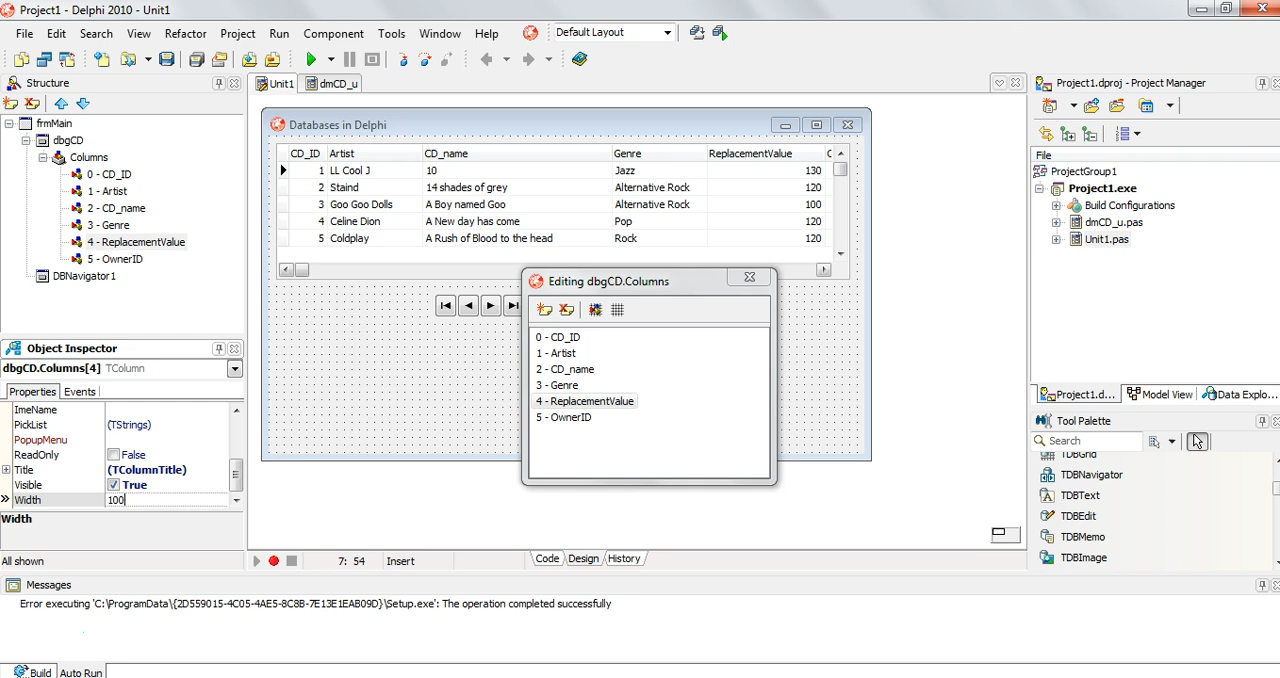 Project1 - Delphi 2010 - Unit1
File Edit Search View Refactor Project Run Component Tools Window Help
Default Layout
Structure
frmMain
dbgCD
Columns
0 - CD_ID
1 - Artist
2 - CD_name
3 - Genre
4 - ReplacementValue
5 - OwnerID
DBNavigator1
Object Inspector
dbgCD.Columns[4] TColumn
Properties Events
ImeName
PickList (TStrings)
PopupMenu
ReadOnly False
Title (TColumnTitle)
Visible True
Width 100
Width
All shown
Unit1 dmCD_u
Databases in Delphi
CD_ID Artist CD_name Genre ReplacementValue
1 LL Cool J 10 Jazz 130
2 Staind 14 shades of grey Alternative Rock 120
3 Goo Goo Dolls A Boy named Goo Alternative Rock 100
4 Celine Dion A New day has come Pop 120
5 Coldplay A Rush of Blood to the head Rock 120
Editing dbgCD.Columns
0 - CD_ID
1 - Artist
2 - CD_name
3 - Genre
4 - ReplacementValue
5 - OwnerID
7: 54 Insert
Code Design History
Project1.dproj - Project Manager
File
ProjectGroup1
Project1.exe
Build Configurations
dmCD_u.pas
Unit1.pas
Project1.d... Model View Data Explo...
Tool Palette
Search
TDBGrid
TDBNavigator
TDBText
TDBEdit
TDBMemo
TDBImage
Messages
Error executing 'C:\ProgramData\{2D559015-4C05-4AE5-8C8B-7E13E1EAB09D}\Setup.exe': The operation completed successfully
Build Auto Run